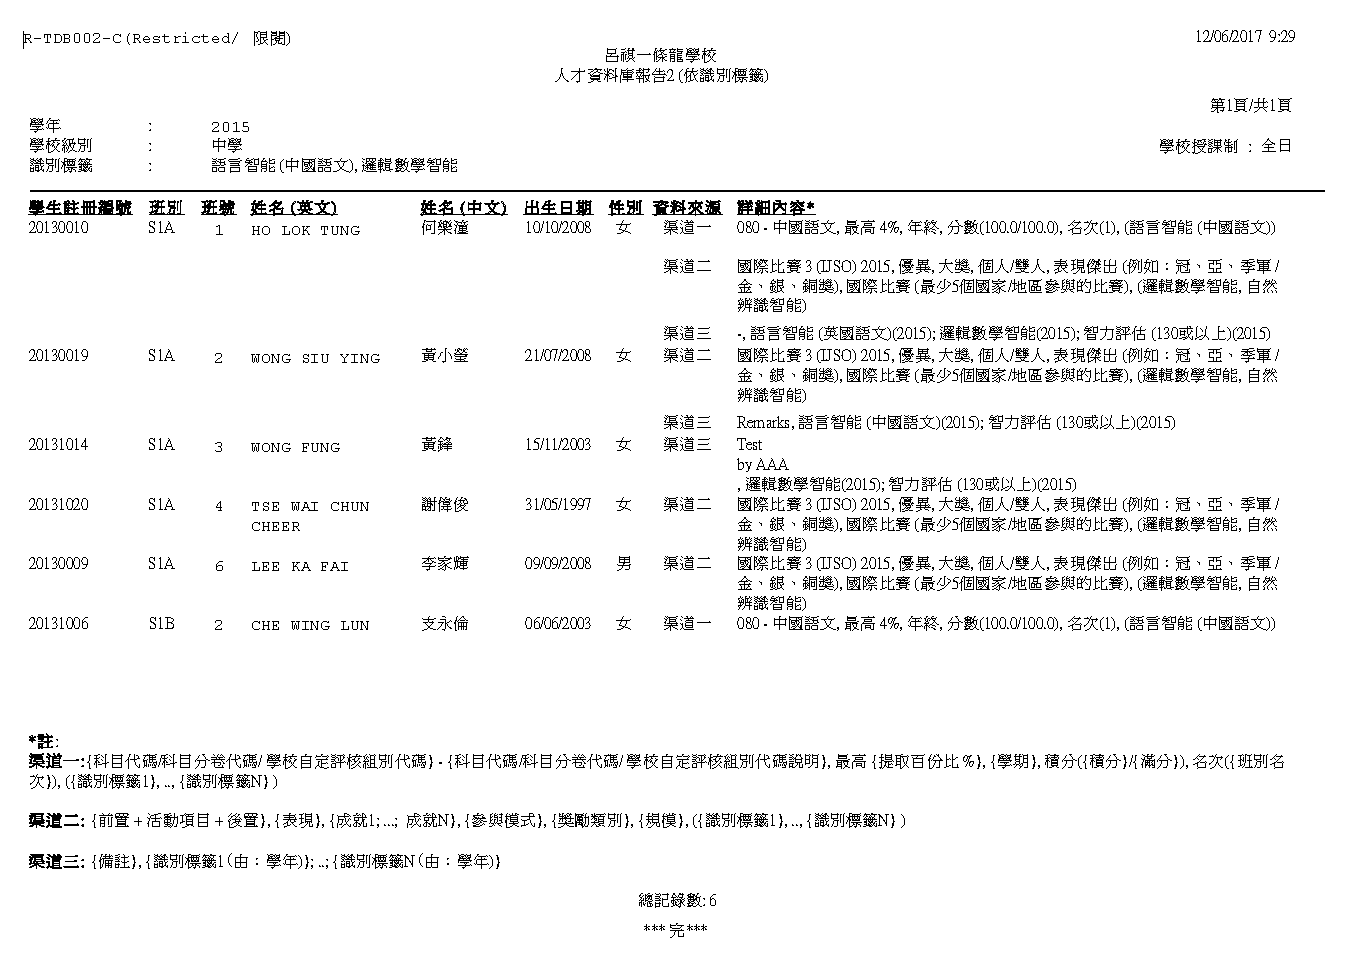 R-TDB002-C(Restricted/ 限閱)
12/06/2017 9:29
呂祺一條龍學校
人才資料庫報告2 (依識別標籤)
第1頁/共1頁
學年 : 2015
學校級別 : 中學
學校授課制 : 全日
識別標籤 : 語言智能 (中國語文), 邏輯數學智能
學生註冊編號 班別 班號 姓名 (英文) 姓名 (中文) 出生日期 性別 資料來源 詳細內容*
20130010 S1A 1 HO LOK TUNG 何樂潼 10/10/2008 女 渠道一 080 - 中國語文, 最高 4%, 年終, 分數(100.0/100.0), 名次(1), (語言智能 (中國語文))
渠道二 國際比賽 3 (IJSO) 2015, 優異, 大獎, 個人/雙人, 表現傑出 (例如：冠、亞、季軍 /
金、銀、銅獎), 國際比賽 (最少5個國家/地區參與的比賽), (邏輯數學智能, 自然
辨識智能)
渠道三 -, 語言智能 (英國語文)(2015); 邏輯數學智能(2015); 智力評估 (130或以上)(2015)
20130019 S1A 2 WONG SIU YING 黃小瑩 21/07/2008 女 渠道二 國際比賽 3 (IJSO) 2015, 優異, 大獎, 個人/雙人, 表現傑出 (例如：冠、亞、季軍 /
金、銀、銅獎), 國際比賽 (最少5個國家/地區參與的比賽), (邏輯數學智能, 自然
辨識智能)
渠道三 Remarks, 語言智能 (中國語文)(2015); 智力評估 (130或以上)(2015)
20131014 S1A 3 WONG FUNG 黃鋒 15/11/2003 女 渠道三 Test
by AAA
, 邏輯數學智能(2015); 智力評估 (130或以上)(2015)
20131020 S1A 4 TSE WAI CHUN 謝偉俊 31/05/1997 女 渠道二 國際比賽 3 (IJSO) 2015, 優異, 大獎, 個人/雙人, 表現傑出 (例如：冠、亞、季軍 /
CHEER 金、銀、銅獎), 國際比賽 (最少5個國家/地區參與的比賽), (邏輯數學智能, 自然
辨識智能)
20130009 S1A 6 LEE KA FAI 李家輝 09/09/2008 男 渠道二 國際比賽 3 (IJSO) 2015, 優異, 大獎, 個人/雙人, 表現傑出 (例如：冠、亞、季軍 /
金、銀、銅獎), 國際比賽 (最少5個國家/地區參與的比賽), (邏輯數學智能, 自然
辨識智能)
20131006 S1B 2 CHE WING LUN 支永倫 06/06/2003 女 渠道一 080 - 中國語文, 最高 4%, 年終, 分數(100.0/100.0), 名次(1), (語言智能 (中國語文))
*註:
渠道一:{科目代碼/科目分卷代碼/ 學校自定評核組別代碼} - {科目代碼/科目分卷代碼/ 學校自定評核組別代碼說明}, 最高 {提取百份比 %}, {學期}, 積分({積分}/{滿分}), 名次({班別名
次}), ({識別標籤1}, .., {識別標籤N} )
渠道二: {前置 + 活動項目 + 後置}, {表現}, {成就1; ...; 成就N}, {參與模式}, {獎勵類別}, {規模}, ({識別標籤1}, .., {識別標籤N} )
渠道三: {備註}, {識別標籤1（由：學年)}; ..; {識別標籤N（由：學年)}
總記錄數: 6
*** 完 ***